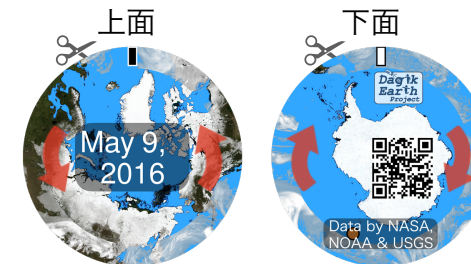 上面
下面
May 9,
2016
Dagik
Earth
Project
Data by NASA,
NOAA & USGS